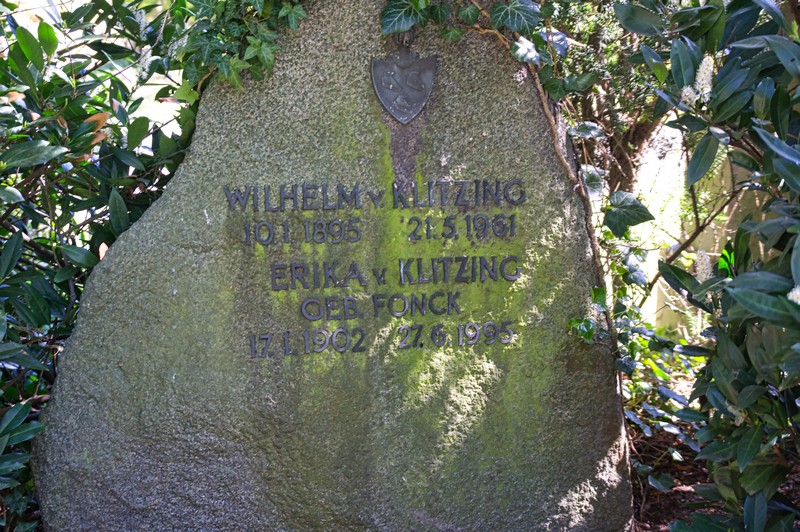 WILHELM v KLITZING
10.1.1895 21.5.1961
ERIKA v KLITZING
GEB. FONCK
17.1.1902 27.6.1995